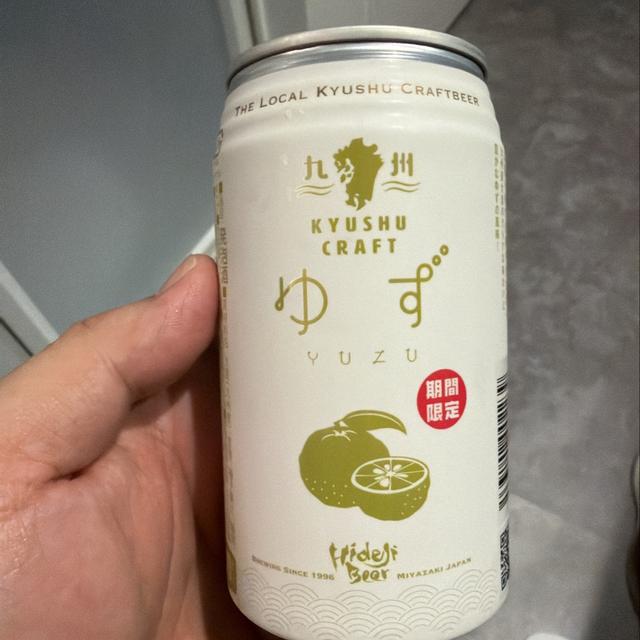 THE LOCAL KYUSHU CRAFTBEER
九州
KYUSHU
CRAFT
ゆず
YUZU
期間
限定
Hideji
Beer
BREWING SINCE 1996 MIYAZAKI JAPAN